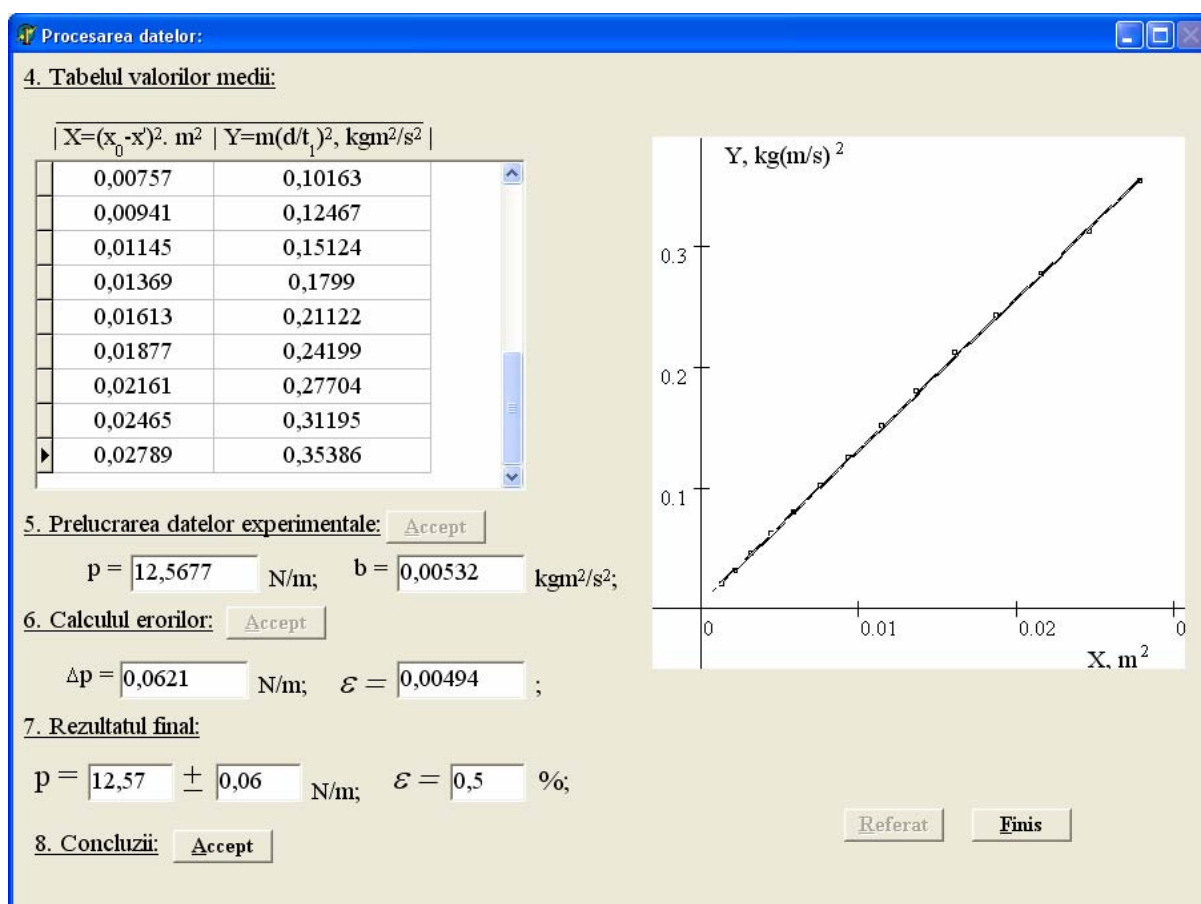 Procesarea datelor:
4. Tabelul valorilor medii:
| X=(x₀-x')². m² | Y=m(d/t₁)², kgm²/s² |
0,00757 0,10163
0,00941 0,12467
0,01145 0,15124
0,01369 0,1799
0,01613 0,21122
0,01877 0,24199
0,02161 0,27704
0,02465 0,31195
0,02789 0,35386
Y, kg(m/s) ²
0.3
0.2
0.1
0 0.01 0.02 0
X, m ²
5. Prelucrarea datelor experimentale: Accept
p = 12,5677 N/m; b = 0,00532 kgm²/s²;
6. Calculul erorilor: Accept
Δp = 0,0621 N/m; ε = 0,00494 ;
7. Rezultatul final:
p = 12,57 ± 0,06 N/m; ε = 0,5 %;
8. Concluzii: Accept
Referat Finis